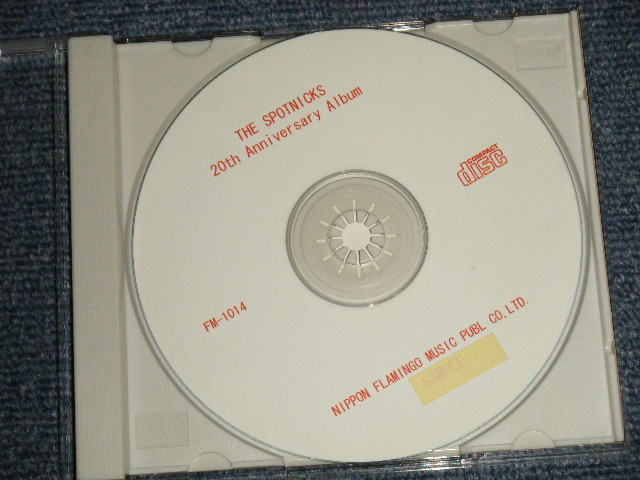 THE SPOTNICKS
20th Anniversary Album
COMPACT
disc
FM-1014
NIPPON FLAMINGO MUSIC PUBL CO.LTD.
SAMPLE